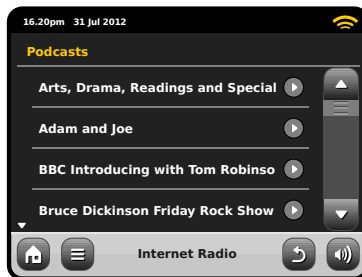 16.20pm 31 Jul 2012
Podcasts
Arts, Drama, Readings and Special
Adam and Joe
BBC Introducing with Tom Robinso
Bruce Dickinson Friday Rock Show
Internet Radio